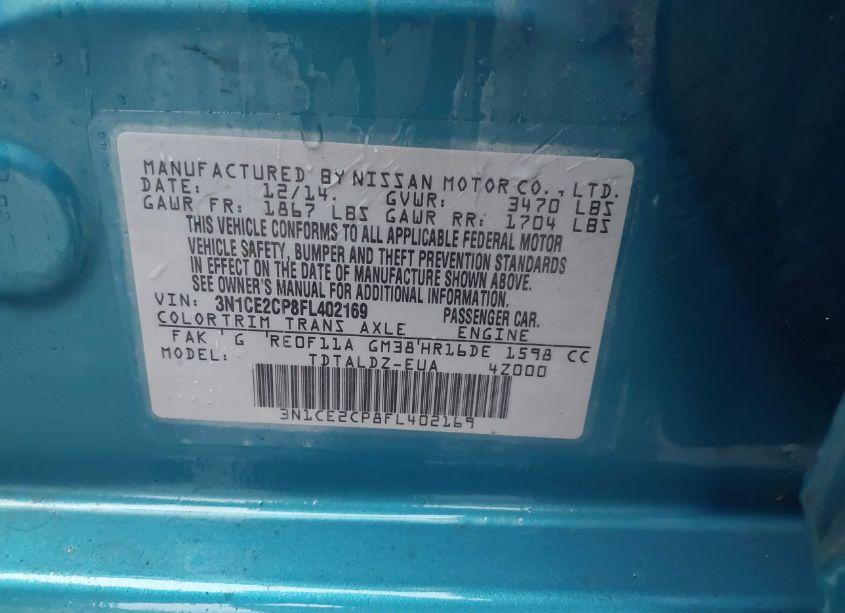 MANUFACTURED BY NISSAN MOTOR CO., LTD.
DATE: 12/14. GVWR: 3470 LBS
GAWR FR: 1867 LBS GAWR RR: 1704 LBS
THIS VEHICLE CONFORMS TO ALL APPLICABLE FEDERAL MOTOR
VEHICLE SAFETY, BUMPER AND THEFT PREVENTION STANDARDS
IN EFFECT ON THE DATE OF MANUFACTURE SHOWN ABOVE.
SEE OWNER'S MANUAL FOR ADDITIONAL INFORMATION.
VIN: 3N1CE2CP8FL402169 PASSENGER CAR.
COLOR TRIM TRANS AXLE ENGINE
FAK ' G 'RE0F11A GM38'HR16DE 1598 CC
MODEL: TDTALDZ-EUA 4Z000
3N1CE2CP8FL402169